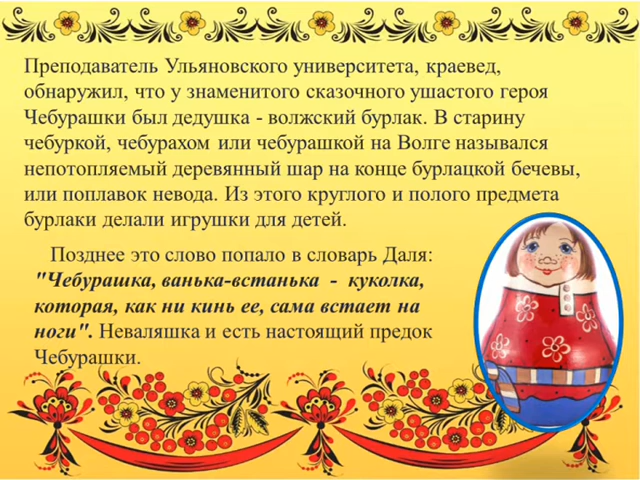 Преподаватель Ульяновского университета, краевед,
обнаружил, что у знаменитого сказочного ушастого героя
Чебурашки был дедушка - волжский бурлак. В старину
чебуркой, чебурахом или чебурашкой на Волге назывался
непотопляемый деревянный шар на конце бурлацкой бечевы,
или поплавок невода. Из этого круглого и полого предмета
бурлаки делали игрушки для детей.
Позднее это слово попало в словарь Даля:
"Чебурашка, ванька-встанька - куколка,
которая, как ни кинь ее, сама встает на
ноги". Неваляшка и есть настоящий предок
Чебурашки.